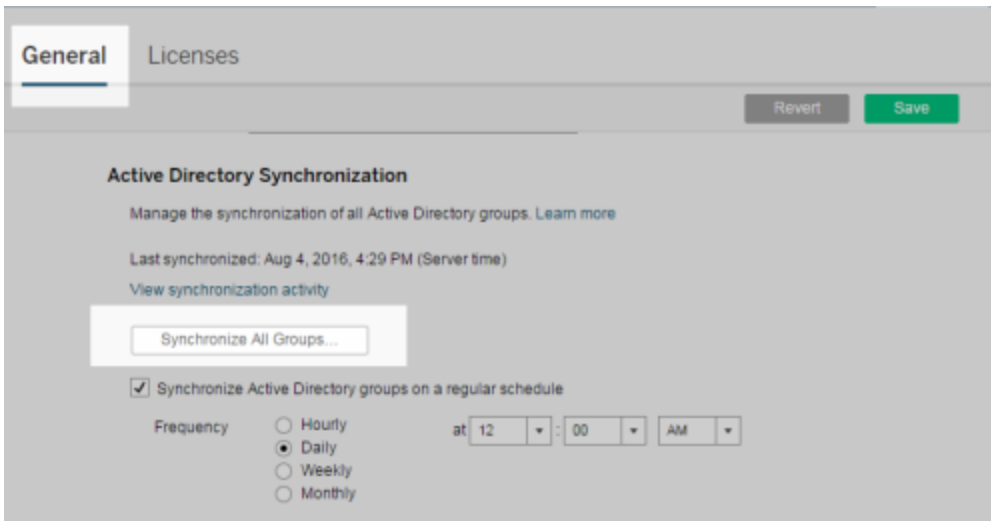 General Licenses
Revert Save
Active Directory Synchronization
Manage the synchronization of all Active Directory groups. Learn more
Last synchronized: Aug 4, 2016, 4:29 PM (Server time)
View synchronization activity
Synchronize All Groups...
Synchronize Active Directory groups on a regular schedule
Frequency Hourly at 12 : 00 AM
Daily
Weekly
Monthly